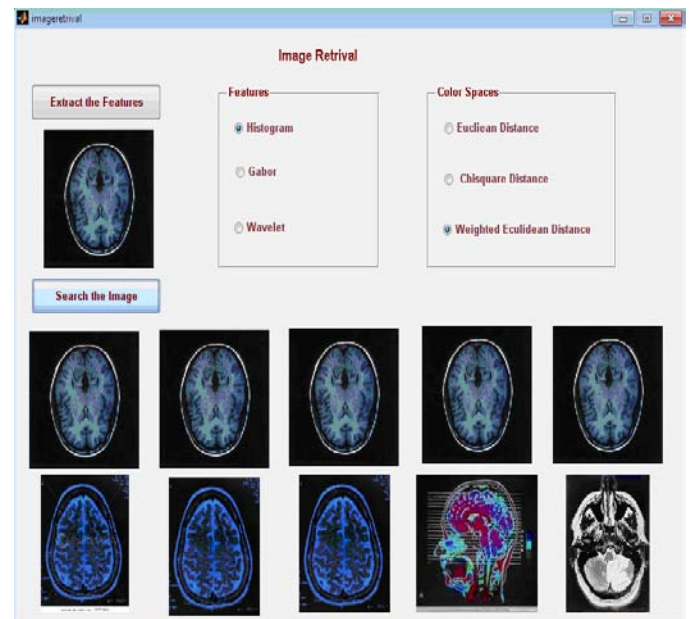 imageretrival
Image Retrival
Extract the Features
Features
Histogram
Gabor
Wavelet
Color Spaces
Eucliean Distance
Chisquare Distance
Weighted Eculidean Distance
Search the Image